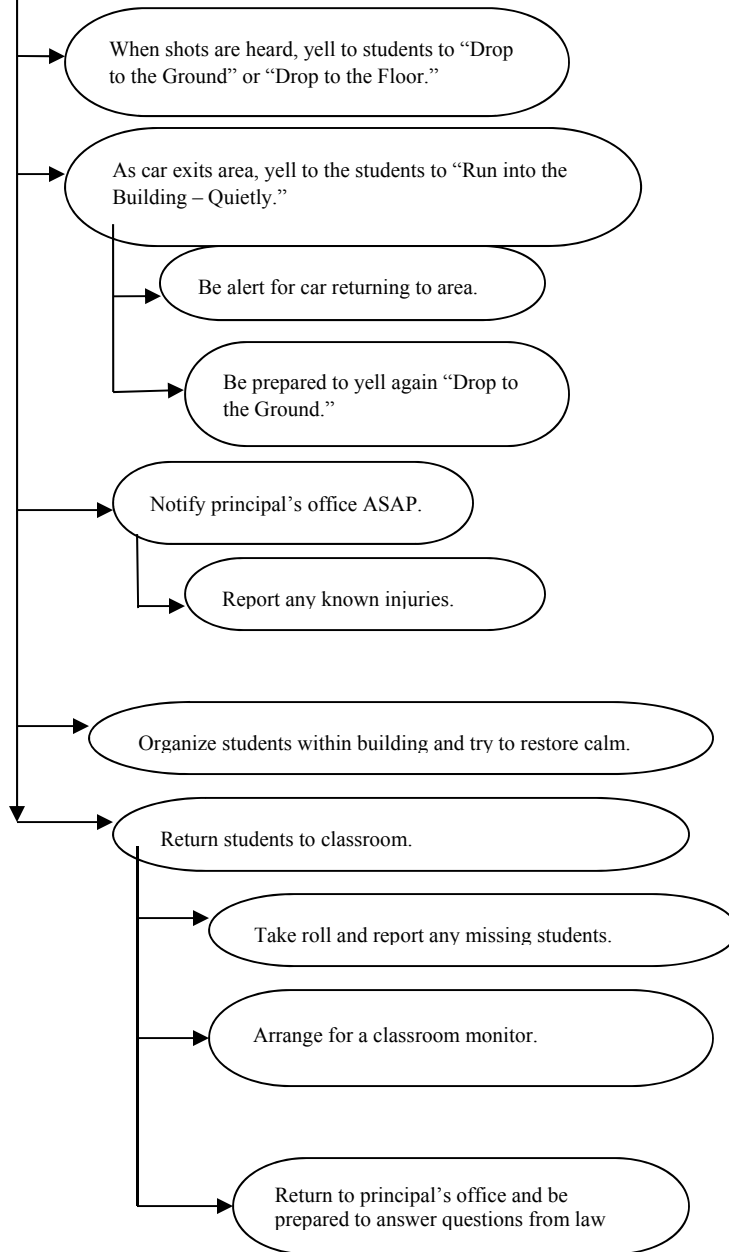 When shots are heard, yell to students to “Drop
to the Ground” or “Drop to the Floor.”
As car exits area, yell to the students to “Run into the
Building – Quietly.”
Be alert for car returning to area.
Be prepared to yell again “Drop to
the Ground.”
Notify principal’s office ASAP.
Report any known injuries.
Organize students within building and try to restore calm.
Return students to classroom.
Take roll and report any missing students.
Arrange for a classroom monitor.
Return to principal’s office and be
prepared to answer questions from law